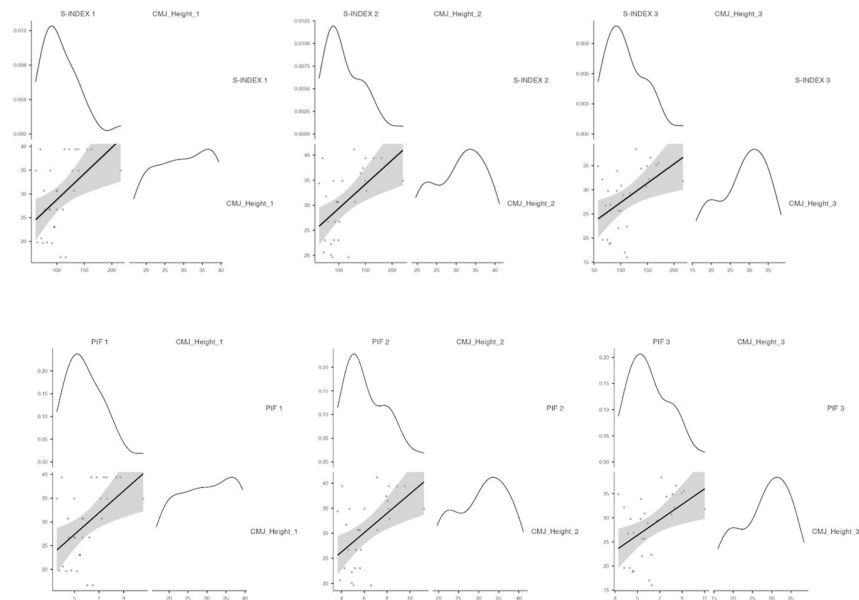 S-INDEX 1 CMJ_Height_1 S-INDEX 2 CMJ_Height_2 S-INDEX 3 CMJ_Height_3
0.012 0.0125 0.009
0.0100
0.008 0.0075 0.006
S-INDEX 1 S-INDEX 2 S-INDEX 3
0.004 0.0050 0.003
0.0025
0.000 0.0000 0.000
40 40
35 35 35
30 30 30
CMJ_Height_1 CMJ_Height_2 CMJ_Height_3
25 25 25
20 20 20
15
100 150 200 20 25 30 35 40 100 150 200 20 25 30 35 40 50 100 150 200 15 20 25 30 35
PIF 1 CMJ_Height_1 PIF 2 CMJ_Height_2 PIF 3 CMJ_Height_3
0.20 0.20 0.20
0.15 0.15 0.15
PIF 1 PIF 2 PIF 3
0.10 0.10 0.10
0.05 0.05 0.05
0.00 0.00 0.00
40 40
35 35 35
30 30 30
CMJ_Height_1 CMJ_Height_2 CMJ_Height_3
25 25 25
20 20 20
15
5 7 9 20 25 30 35 40 4 6 8 10 20 25 30 35 40 5 7 9 15 20 25 30 35